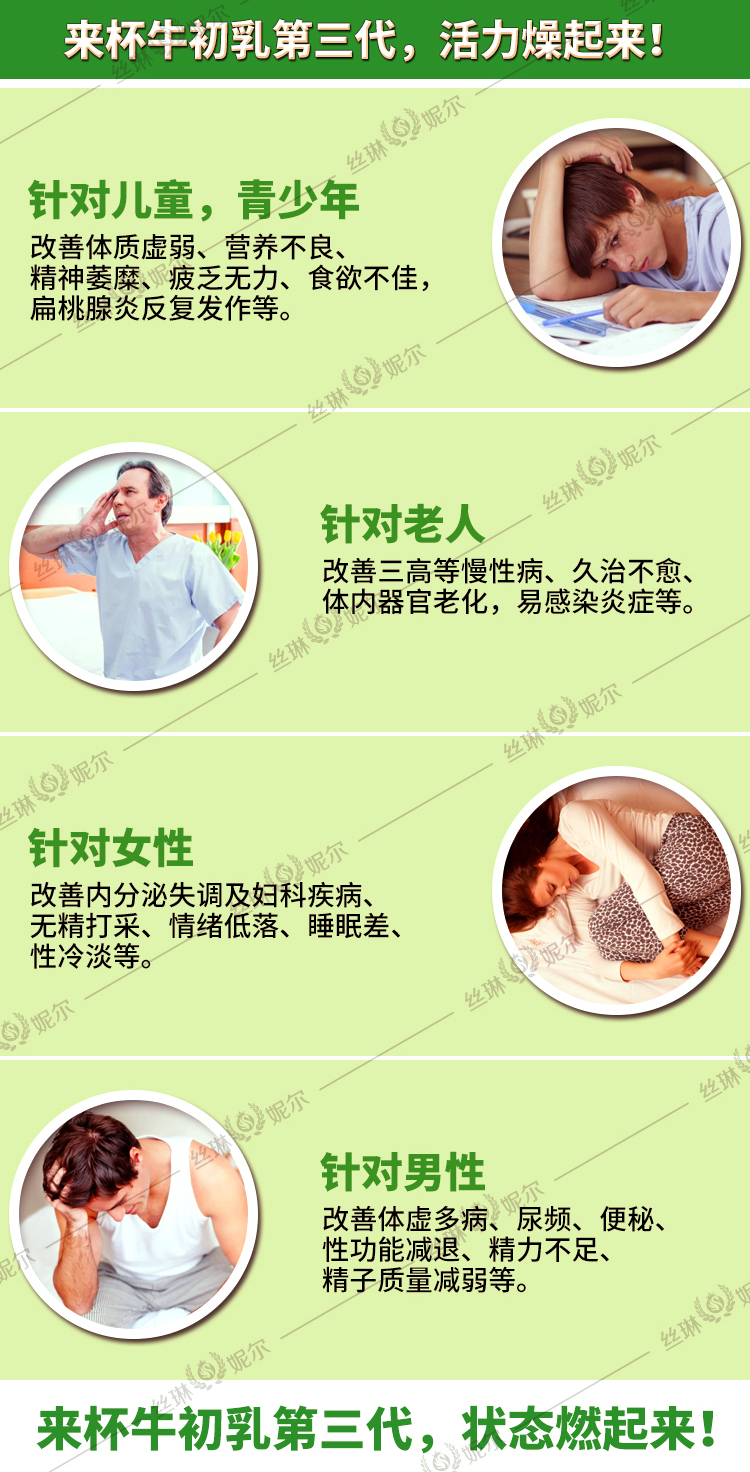 来杯牛初乳第三代，活力燥起来！
针对儿童，青少年
改善体质虚弱、营养不良、
精神萎糜、疲乏无力、食欲不佳，
扁桃腺炎反复发作等。
针对老人
改善三高等慢性病、久治不愈、
体内器官老化，易感染炎症等。
针对女性
改善内分泌失调及妇科疾病、
无精打采、情绪低落、睡眠差、
性冷淡等。
针对男性
改善体虚多病、尿频、便秘、
性功能减退、精力不足、
精子质量减弱等。
来杯牛初乳第三代，状态燃起来！
丝琳妮尔